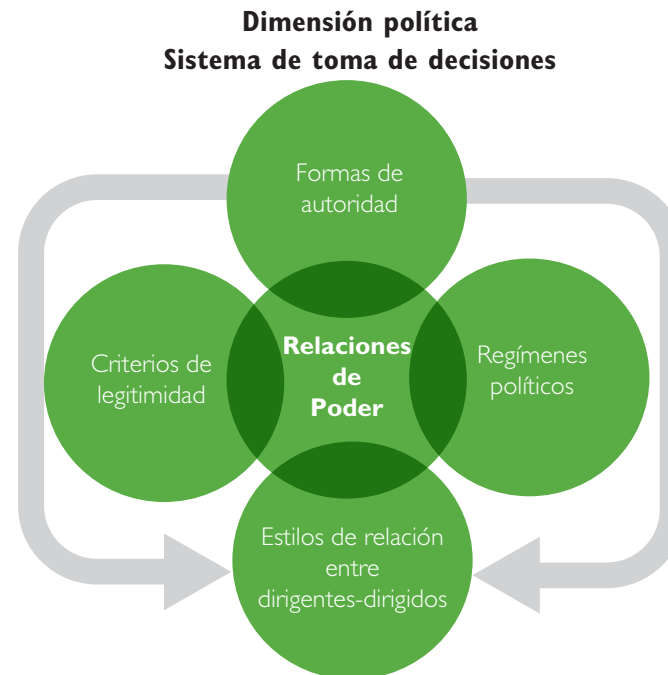 Dimensión política
Sistema de toma de decisiones
Formas de
autoridad
Criterios de
legitimidad
Relaciones
de
Poder
Regímenes
políticos
Estilos de relación
entre
dirigentes-dirigidos